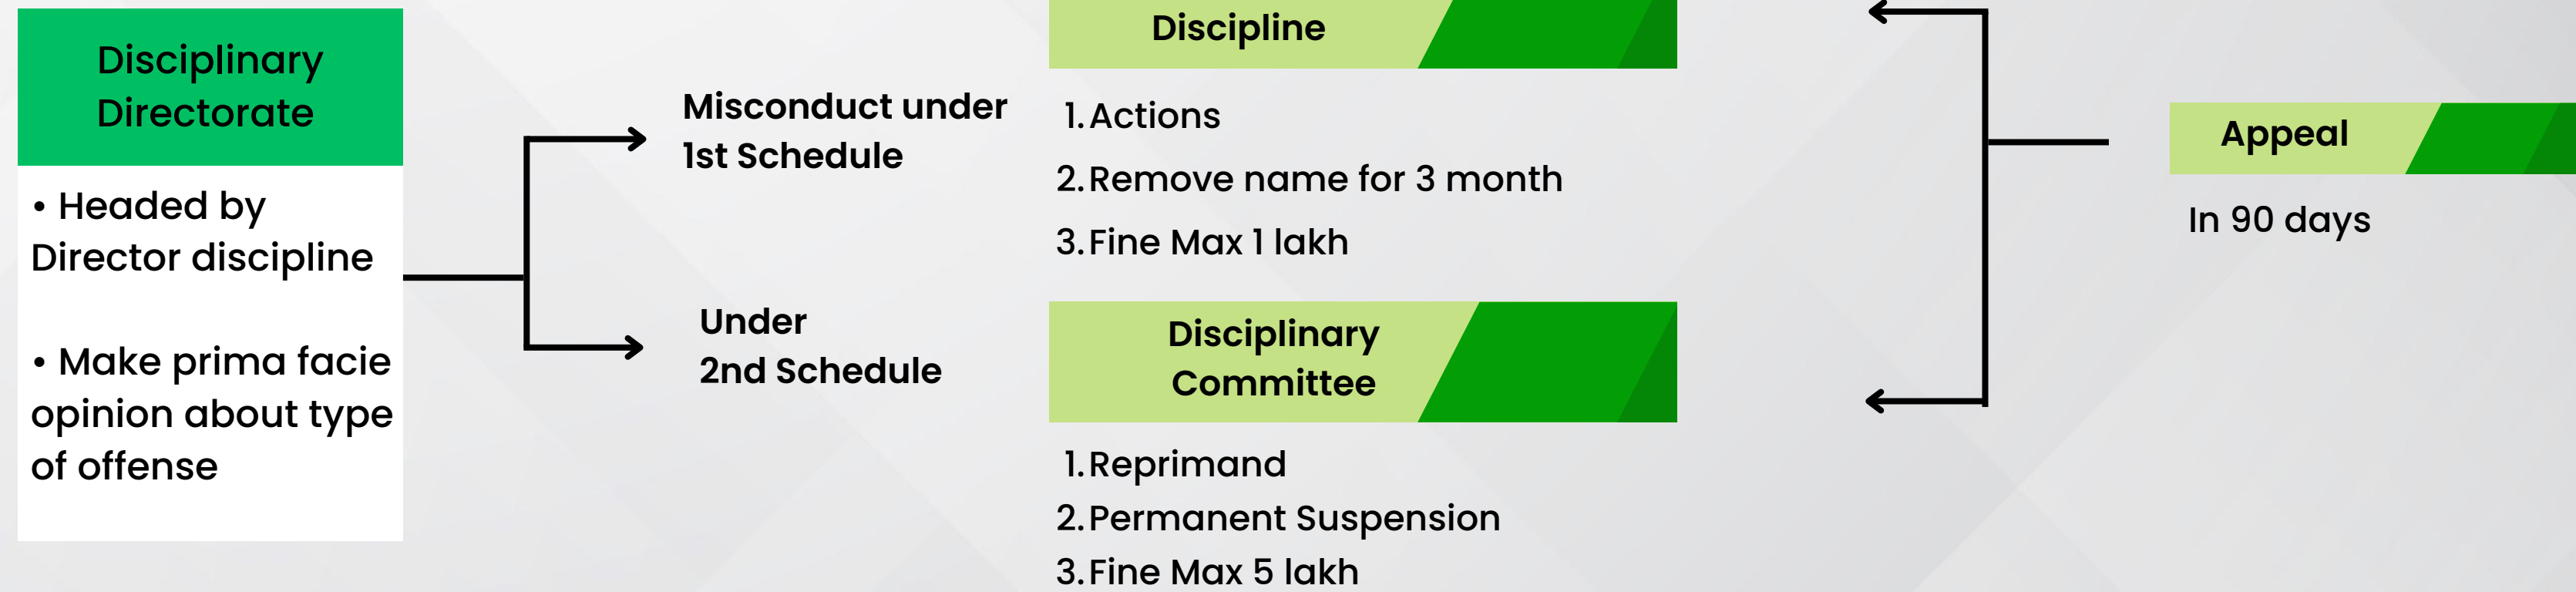 Disciplinary
Directorate
• Headed by
Director discipline
• Make prima facie
opinion about type
of offense
Misconduct under
1st Schedule
Under
2nd Schedule
Discipline
1. Actions
2. Remove name for 3 month
3. Fine Max 1 lakh
Disciplinary
Committee
1. Reprimand
2. Permanent Suspension
3. Fine Max 5 lakh
Appeal
In 90 days